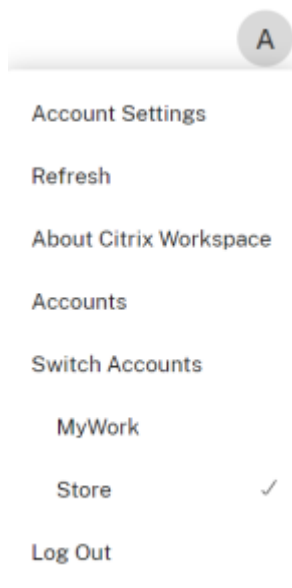 A
Account Settings
Refresh
About Citrix Workspace
Accounts
Switch Accounts
MyWork
Store
Log Out